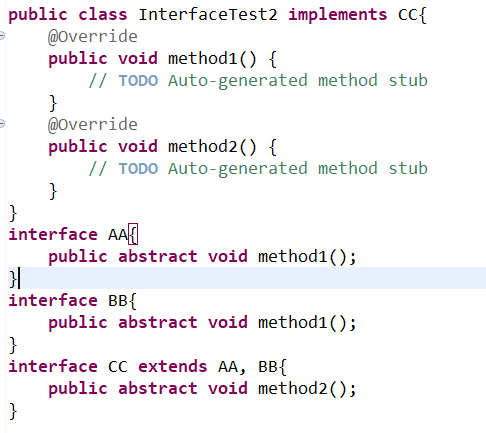 public class InterfaceTest2 implements CC{
    @Override
    public void method1() {
        // TODO Auto-generated method stub
    }
    @Override
    public void method2() {
        // TODO Auto-generated method stub
    }
}
interface AA{
    public abstract void method1();
}
interface BB{
    public abstract void method1();
}
interface CC extends AA, BB{
    public abstract void method2();
}